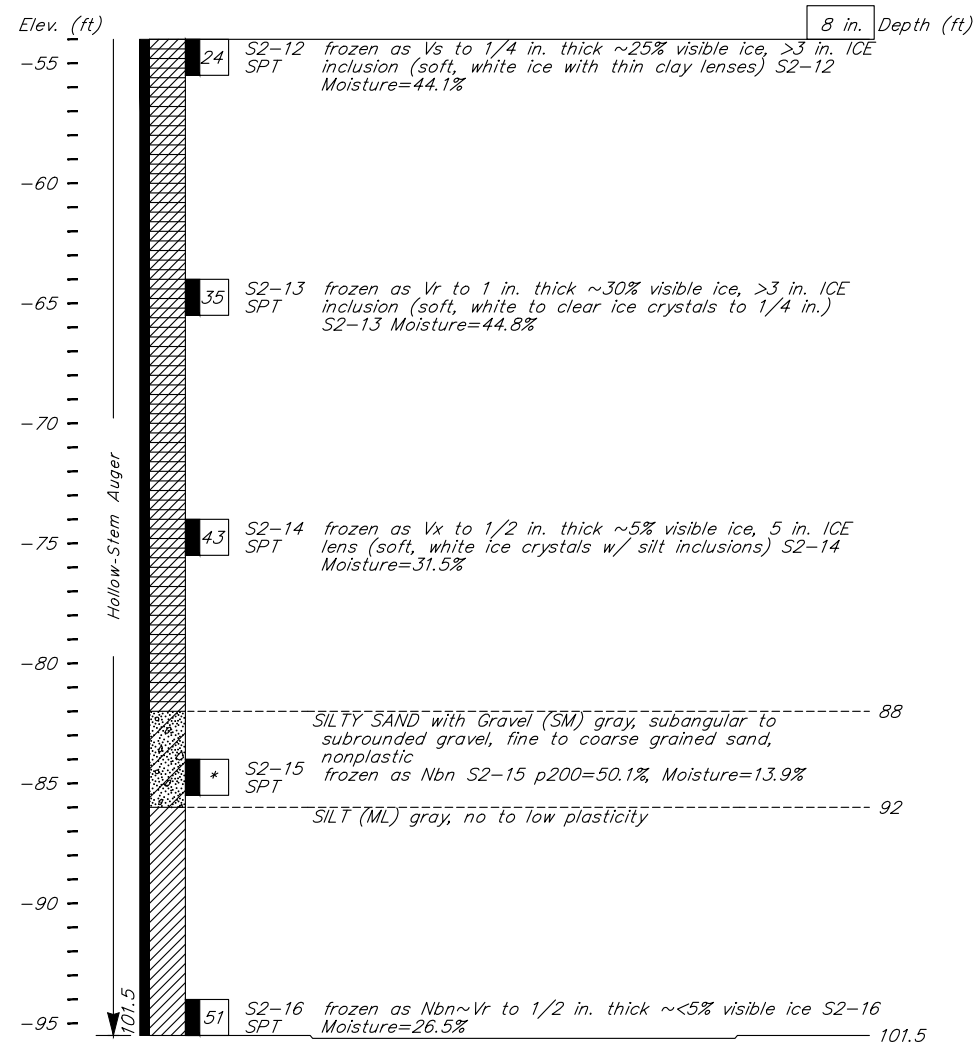 Elev. (ft)
8 in. Depth (ft)
-55
24
S2-12 frozen as Vs to 1/4 in. thick ~25% visible ice, >3 in. ICE
SPT inclusion (soft, white ice with thin clay lenses) S2-12
Moisture=44.1%
-60
-65
35
S2-13 frozen as Vr to 1 in. thick ~30% visible ice, >3 in. ICE
SPT inclusion (soft, white to clear ice crystals to 1/4 in.)
S2-13 Moisture=44.8%
-70
Hollow-Stem Auger
-75
43
S2-14 frozen as Vx to 1/2 in. thick ~5% visible ice, 5 in. ICE
SPT lens (soft, white ice crystals w/ silt inclusions) S2-14
Moisture=31.5%
-80
88
SILTY SAND with Gravel (SM) gray, subangular to
subrounded gravel, fine to coarse grained sand,
nonplastic
-85
*
S2-15 frozen as Nbn S2-15 p200=50.1%, Moisture=13.9%
SPT
92
SILT (ML) gray, no to low plasticity
-90
-95
101.5
51
S2-16 frozen as Nbn~Vr to 1/2 in. thick ~<5% visible ice S2-16
SPT Moisture=26.5%
101.5